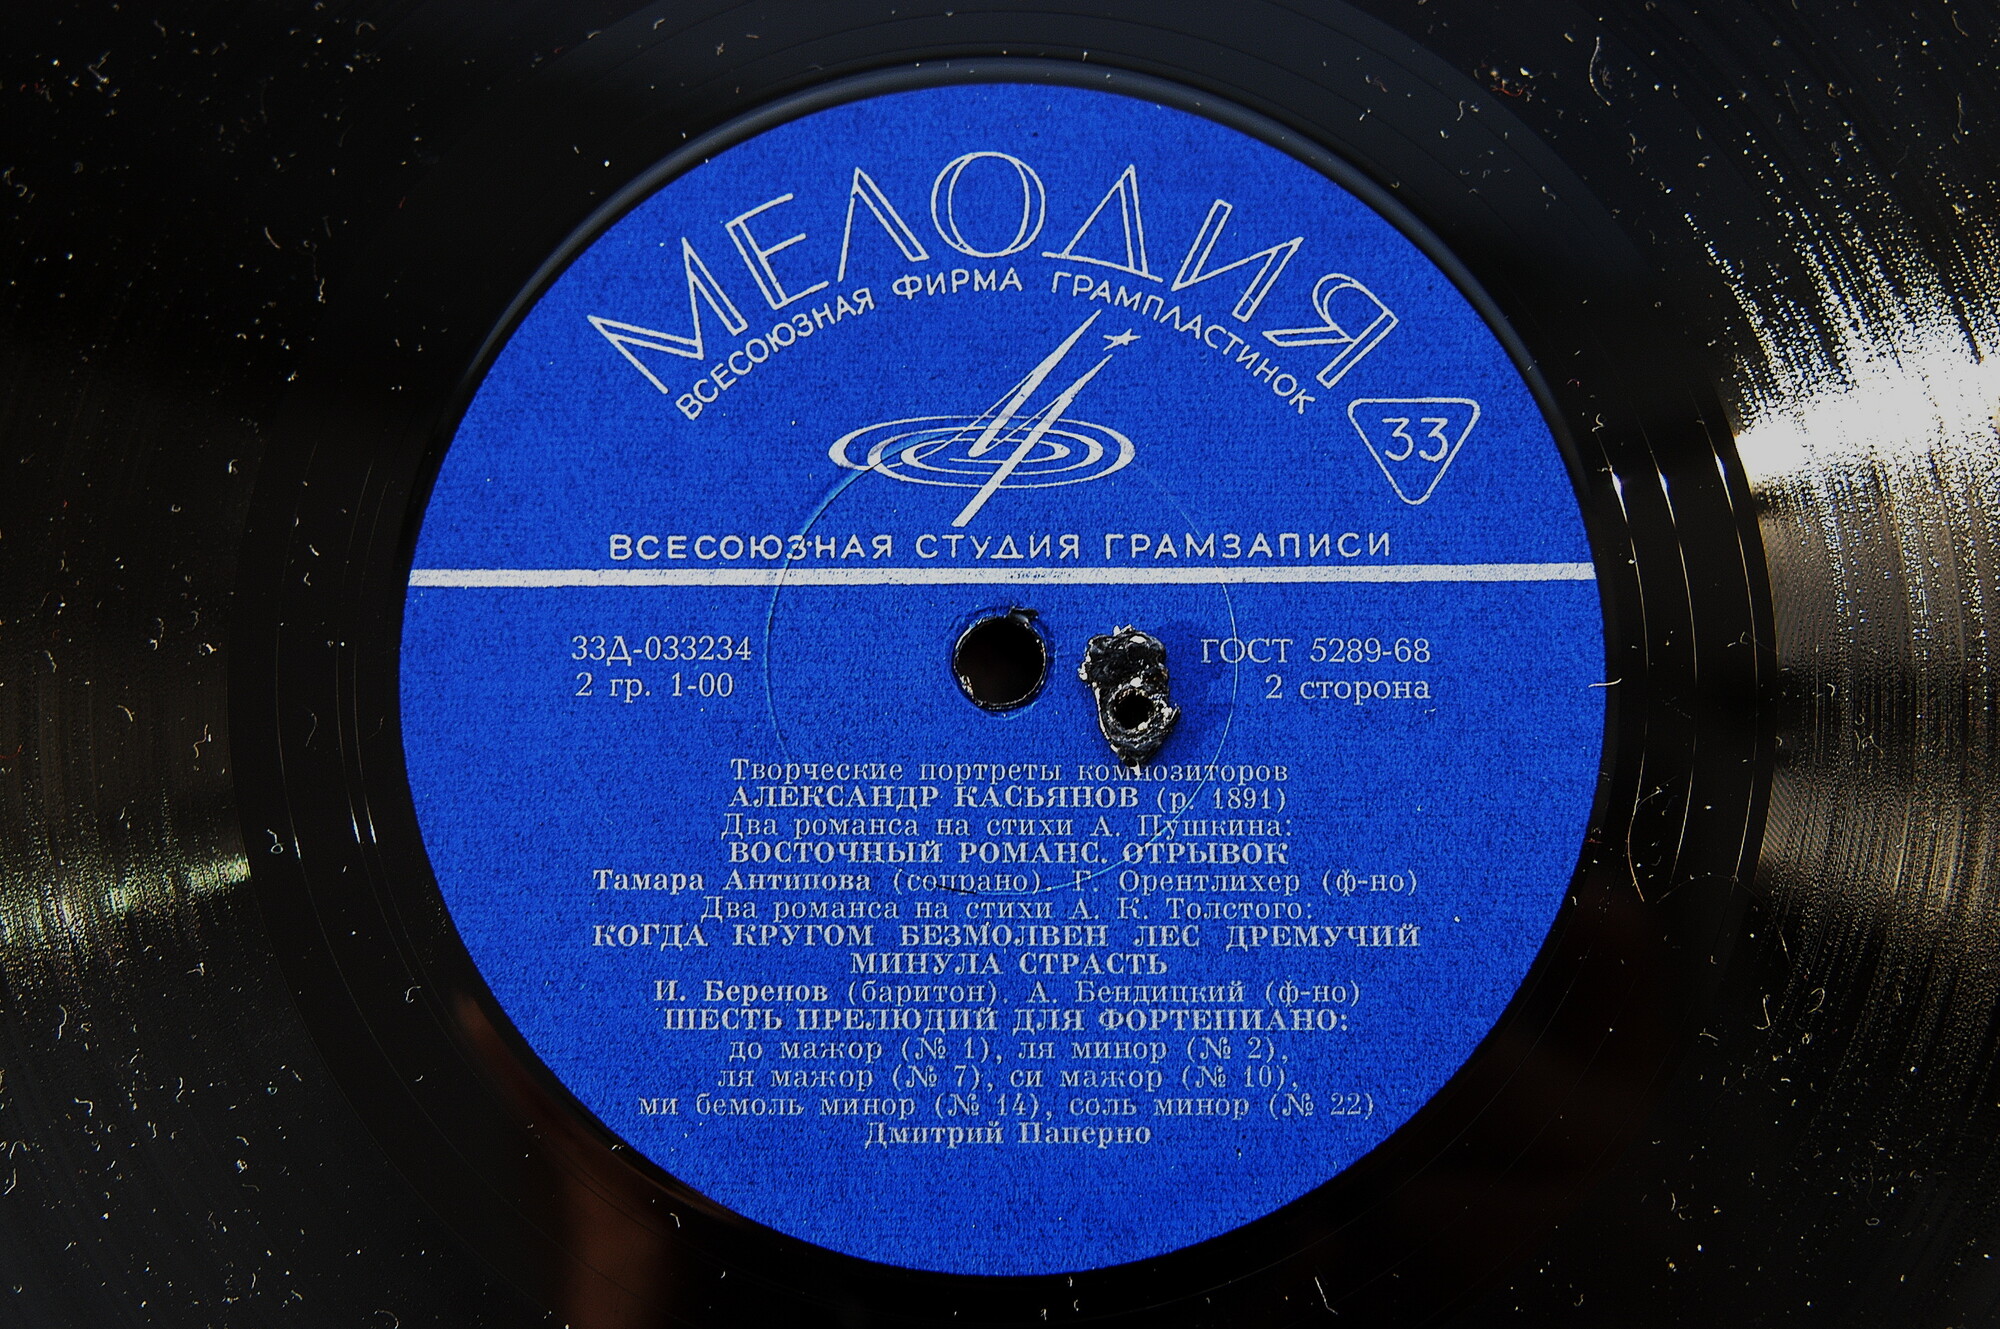 МЕЛОДИЯ
ВСЕСОЮЗНАЯ ФИРМА ГРАМПЛАСТИНОК
33
ВСЕСОЮЗНАЯ СТУДИЯ ГРАМЗАПИСИ
33Д-033234 ГОСТ 5289-68
2 гр. 1-00 2 сторона
Творческие портреты композиторов
АЛЕКСАНДР КАСЬЯНОВ (р. 1891)
Два романса на стихи А. Пушкина:
ВОСТОЧНЫЙ РОМАНС. ОТРЫВОК
Тамара Антипова (сопрано). Г. Орентлихер (ф-но)
Два романса на стихи А. К. Толстого:
КОГДА КРУГОМ БЕЗМОЛВЕН ЛЕС ДРЕМУЧИЙ
МИНУЛА СТРАСТЬ
И. Березов (баритон). А. Бендицкий (ф-но)
ШЕСТЬ ПРЕЛЮДИЙ ДЛЯ ФОРТЕПИАНО:
до мажор (№ 1), ля минор (№ 2),
ля мажор (№ 7), си мажор (№ 10),
ми бемоль минор (№ 14), соль минор (№ 22)
Дмитрий Паперно